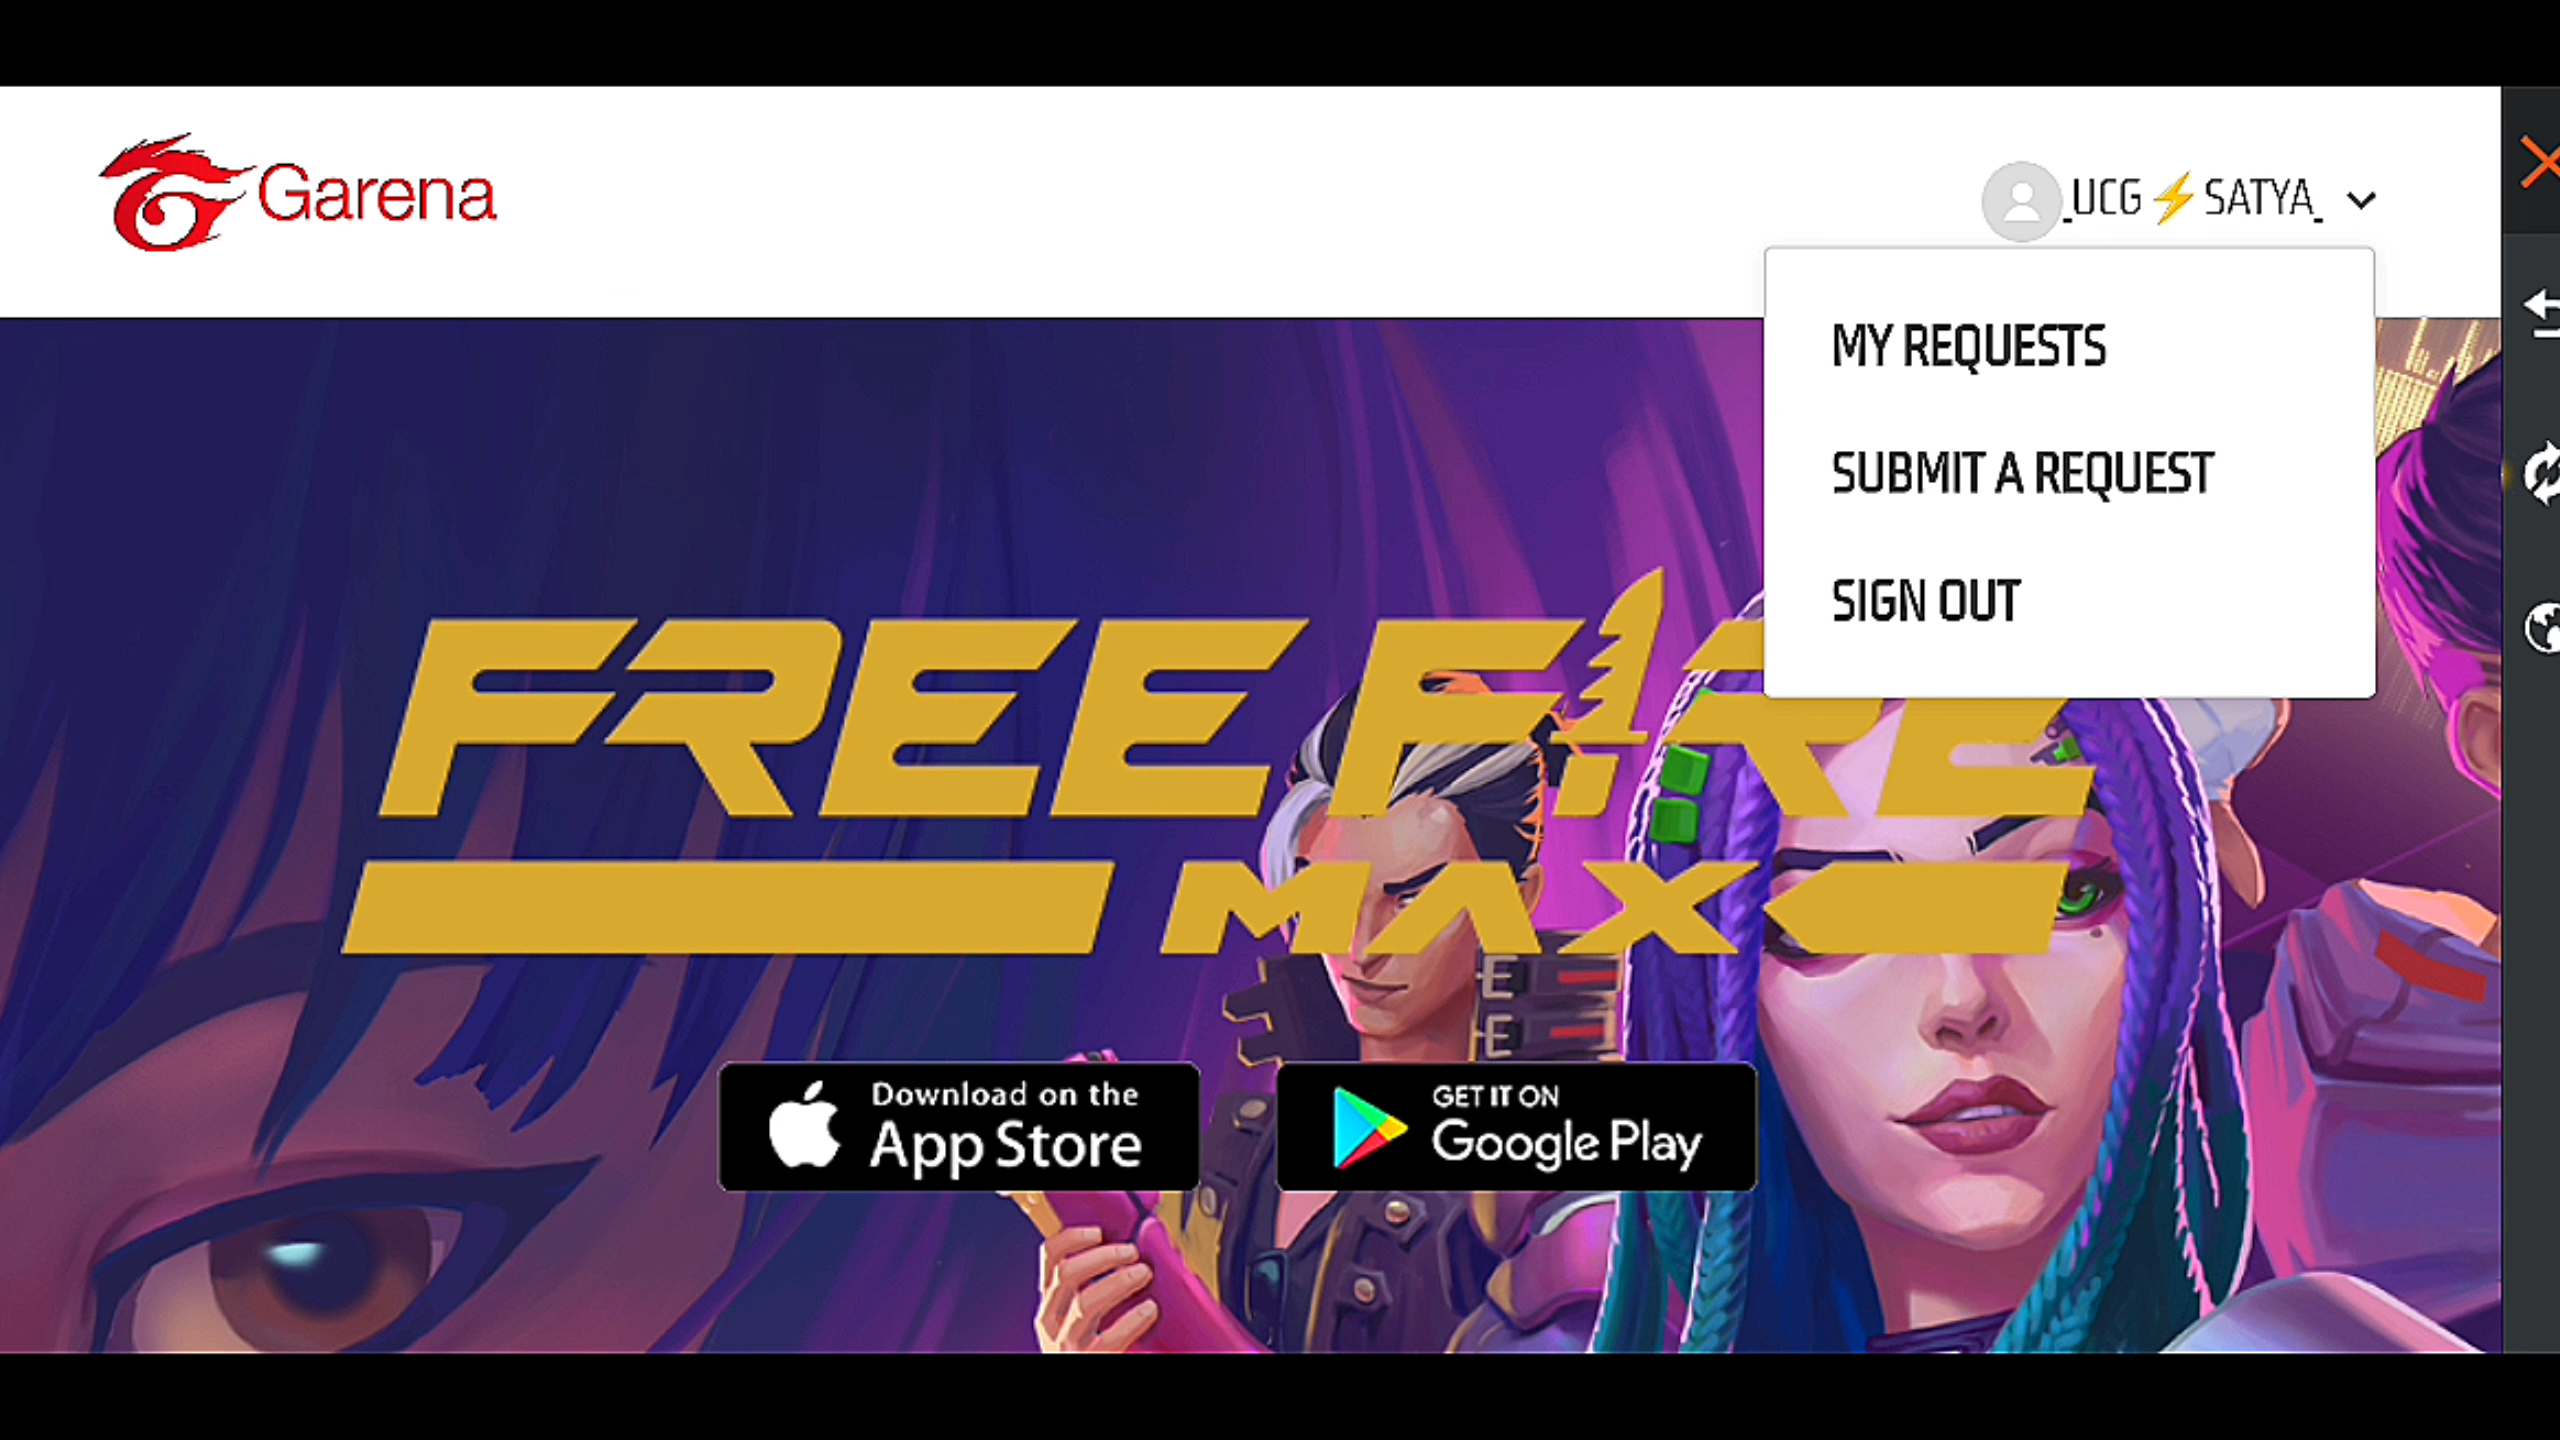 Garena
_UCG⚡SATYA_
MY REQUESTS
SUBMIT A REQUEST
SIGN OUT
FREE FIRE
MAX
Download on the
App Store
GET IT ON
Google Play